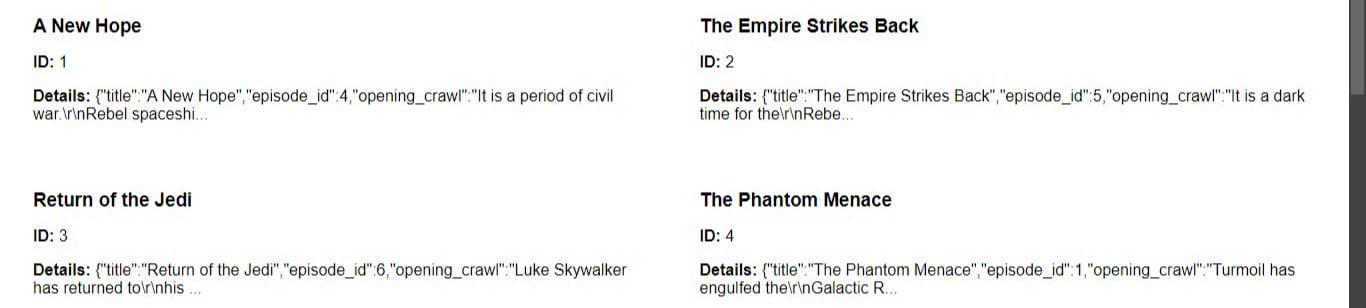 A New Hope
ID: 1
Details: {"title":"A New Hope","episode_id":4,"opening_crawl":"It is a period of civil
war.\r\nRebel spaceshi...
The Empire Strikes Back
ID: 2
Details: {"title":"The Empire Strikes Back","episode_id":5,"opening_crawl":"It is a dark
time for the\r\nRebe...
Return of the Jedi
ID: 3
Details: {"title":"Return of the Jedi","episode_id":6,"opening_crawl":"Luke Skywalker
has returned to\r\nhis ...
The Phantom Menace
ID: 4
Details: {"title":"The Phantom Menace","episode_id":1,"opening_crawl":"Turmoil has
engulfed the\r\nGalactic R...